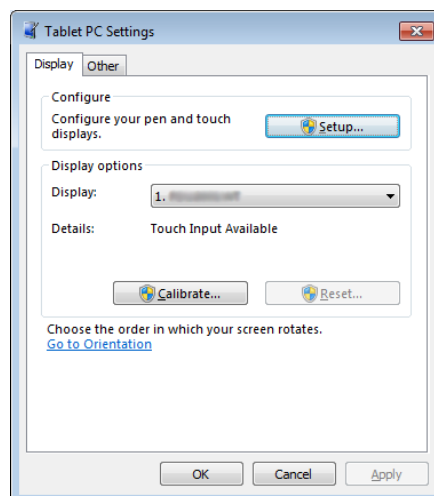 Tablet PC Settings
Display Other
Configure
Configure your pen and touch
displays.
Setup...
Display options
Display:
1.
Details:
Touch Input Available
Calibrate...
Reset...
Choose the order in which your screen rotates.
Go to Orientation
OK
Cancel
Apply